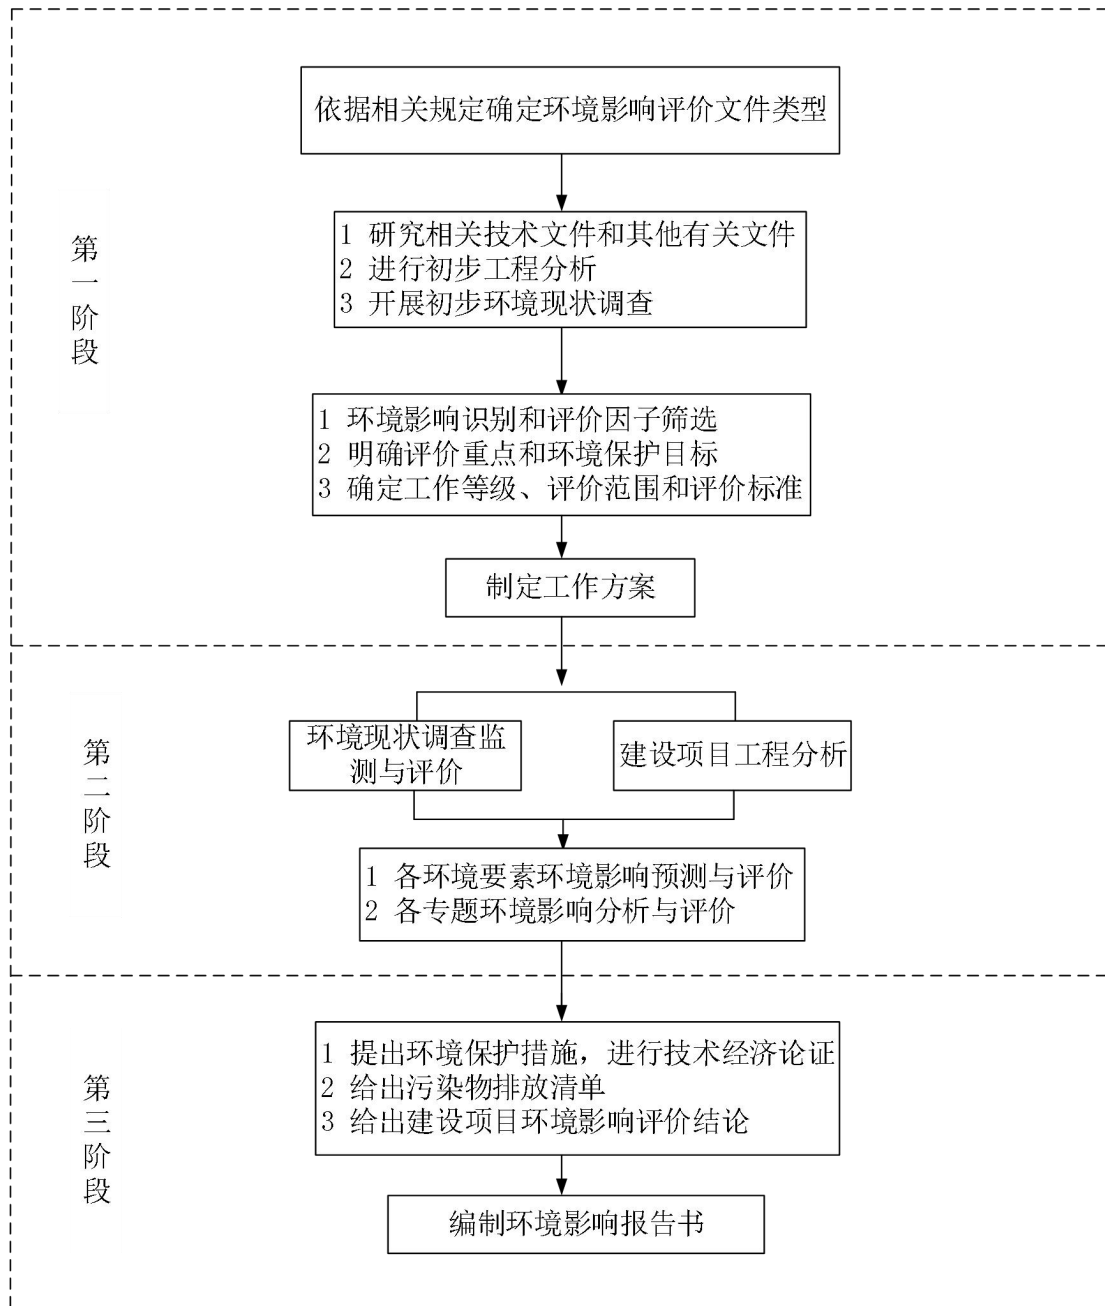 依据相关规定确定环境影响评价文件类型
第一阶段
1 研究相关技术文件和其他有关文件
2 进行初步工程分析
3 开展初步环境现状调查
1 环境影响识别和评价因子筛选
2 明确评价重点和环境保护目标
3 确定工作等级、评价范围和评价标准
制定工作方案
第二阶段
环境现状调查监
测与评价
建设项目工程分析
1 各环境要素环境影响预测与评价
2 各专题环境影响分析与评价
第三阶段
1 提出环境保护措施，进行技术经济论证
2 给出污染物排放清单
3 给出建设项目环境影响评价结论
编制环境影响报告书